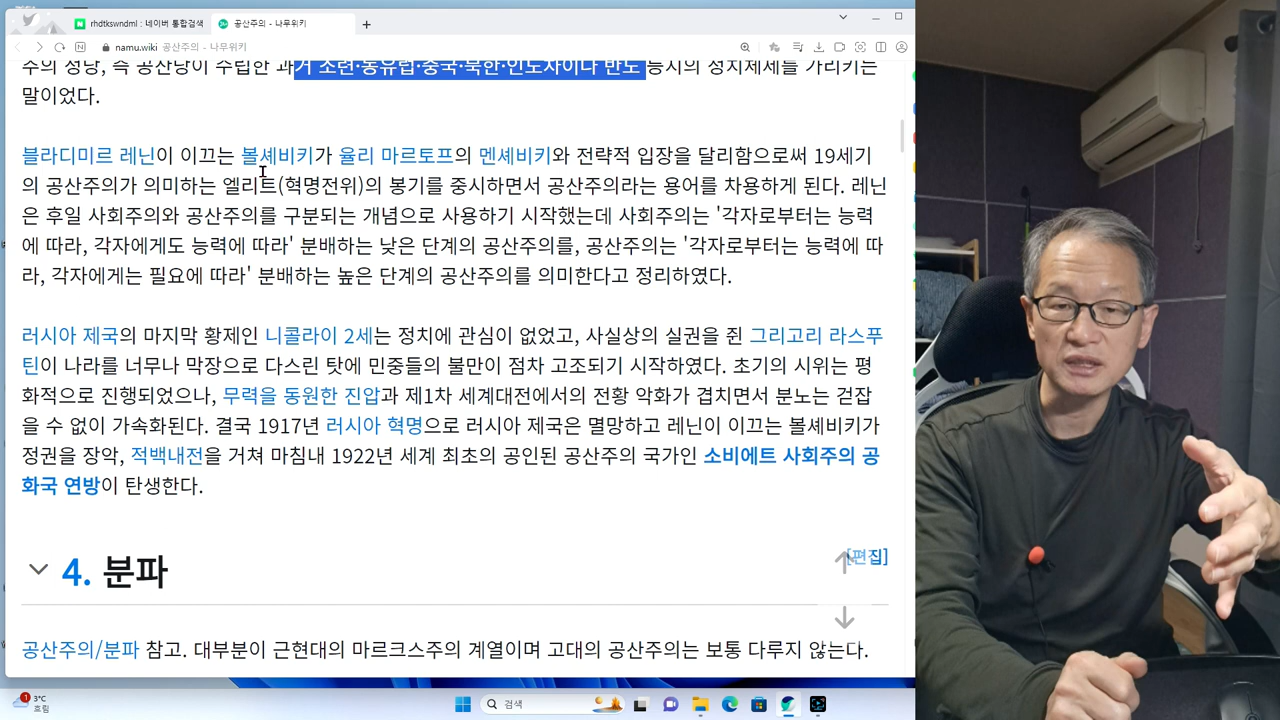 rhdtkswndml : 네이버 통합검색
공산주의 - 나무위키
namu.wiki 공산주의 - 나무위키
주의 정당, 즉 공산당이 수립한 과거 소련·동유럽·중국·북한·인도차이나 반도 등지의 정치체제를 가리키는
말이었다.
블라디미르 레닌이 이끄는 볼셰비키가 율리 마르토프의 멘셰비키와 전략적 입장을 달리함으로써 19세기
의 공산주의가 의미하는 엘리트(혁명전위)의 봉기를 중시하면서 공산주의라는 용어를 차용하게 된다. 레닌
은 후일 사회주의와 공산주의를 구분되는 개념으로 사용하기 시작했는데 사회주의는 '각자로부터는 능력
에 따라, 각자에게도 능력에 따라' 분배하는 낮은 단계의 공산주의를, 공산주의는 '각자로부터는 능력에 따
라, 각자에게는 필요에 따라' 분배하는 높은 단계의 공산주의를 의미한다고 정리하였다.
러시아 제국의 마지막 황제인 니콜라이 2세는 정치에 관심이 없었고, 사실상의 실권을 쥔 그리고리 라스푸
틴이 나라를 너무나 막장으로 다스린 탓에 민중들의 불만이 점차 고조되기 시작하였다. 초기의 시위는 평
화적으로 진행되었으나, 무력을 동원한 진압과 제1차 세계대전에서의 전황 악화가 겹치면서 분노는 걷잡
을 수 없이 가속화된다. 결국 1917년 러시아 혁명으로 러시아 제국은 멸망하고 레닌이 이끄는 볼셰비키가
정권을 장악, 적백내전을 거쳐 마침내 1922년 세계 최초의 공인된 공산주의 국가인 소비에트 사회주의 공
화국 연방이 탄생한다.
4. 분파
[편집]
공산주의/분파 참고. 대부분이 근현대의 마르크스주의 계열이며 고대의 공산주의는 보통 다루지 않는다.
1
3°C
흐림
검색